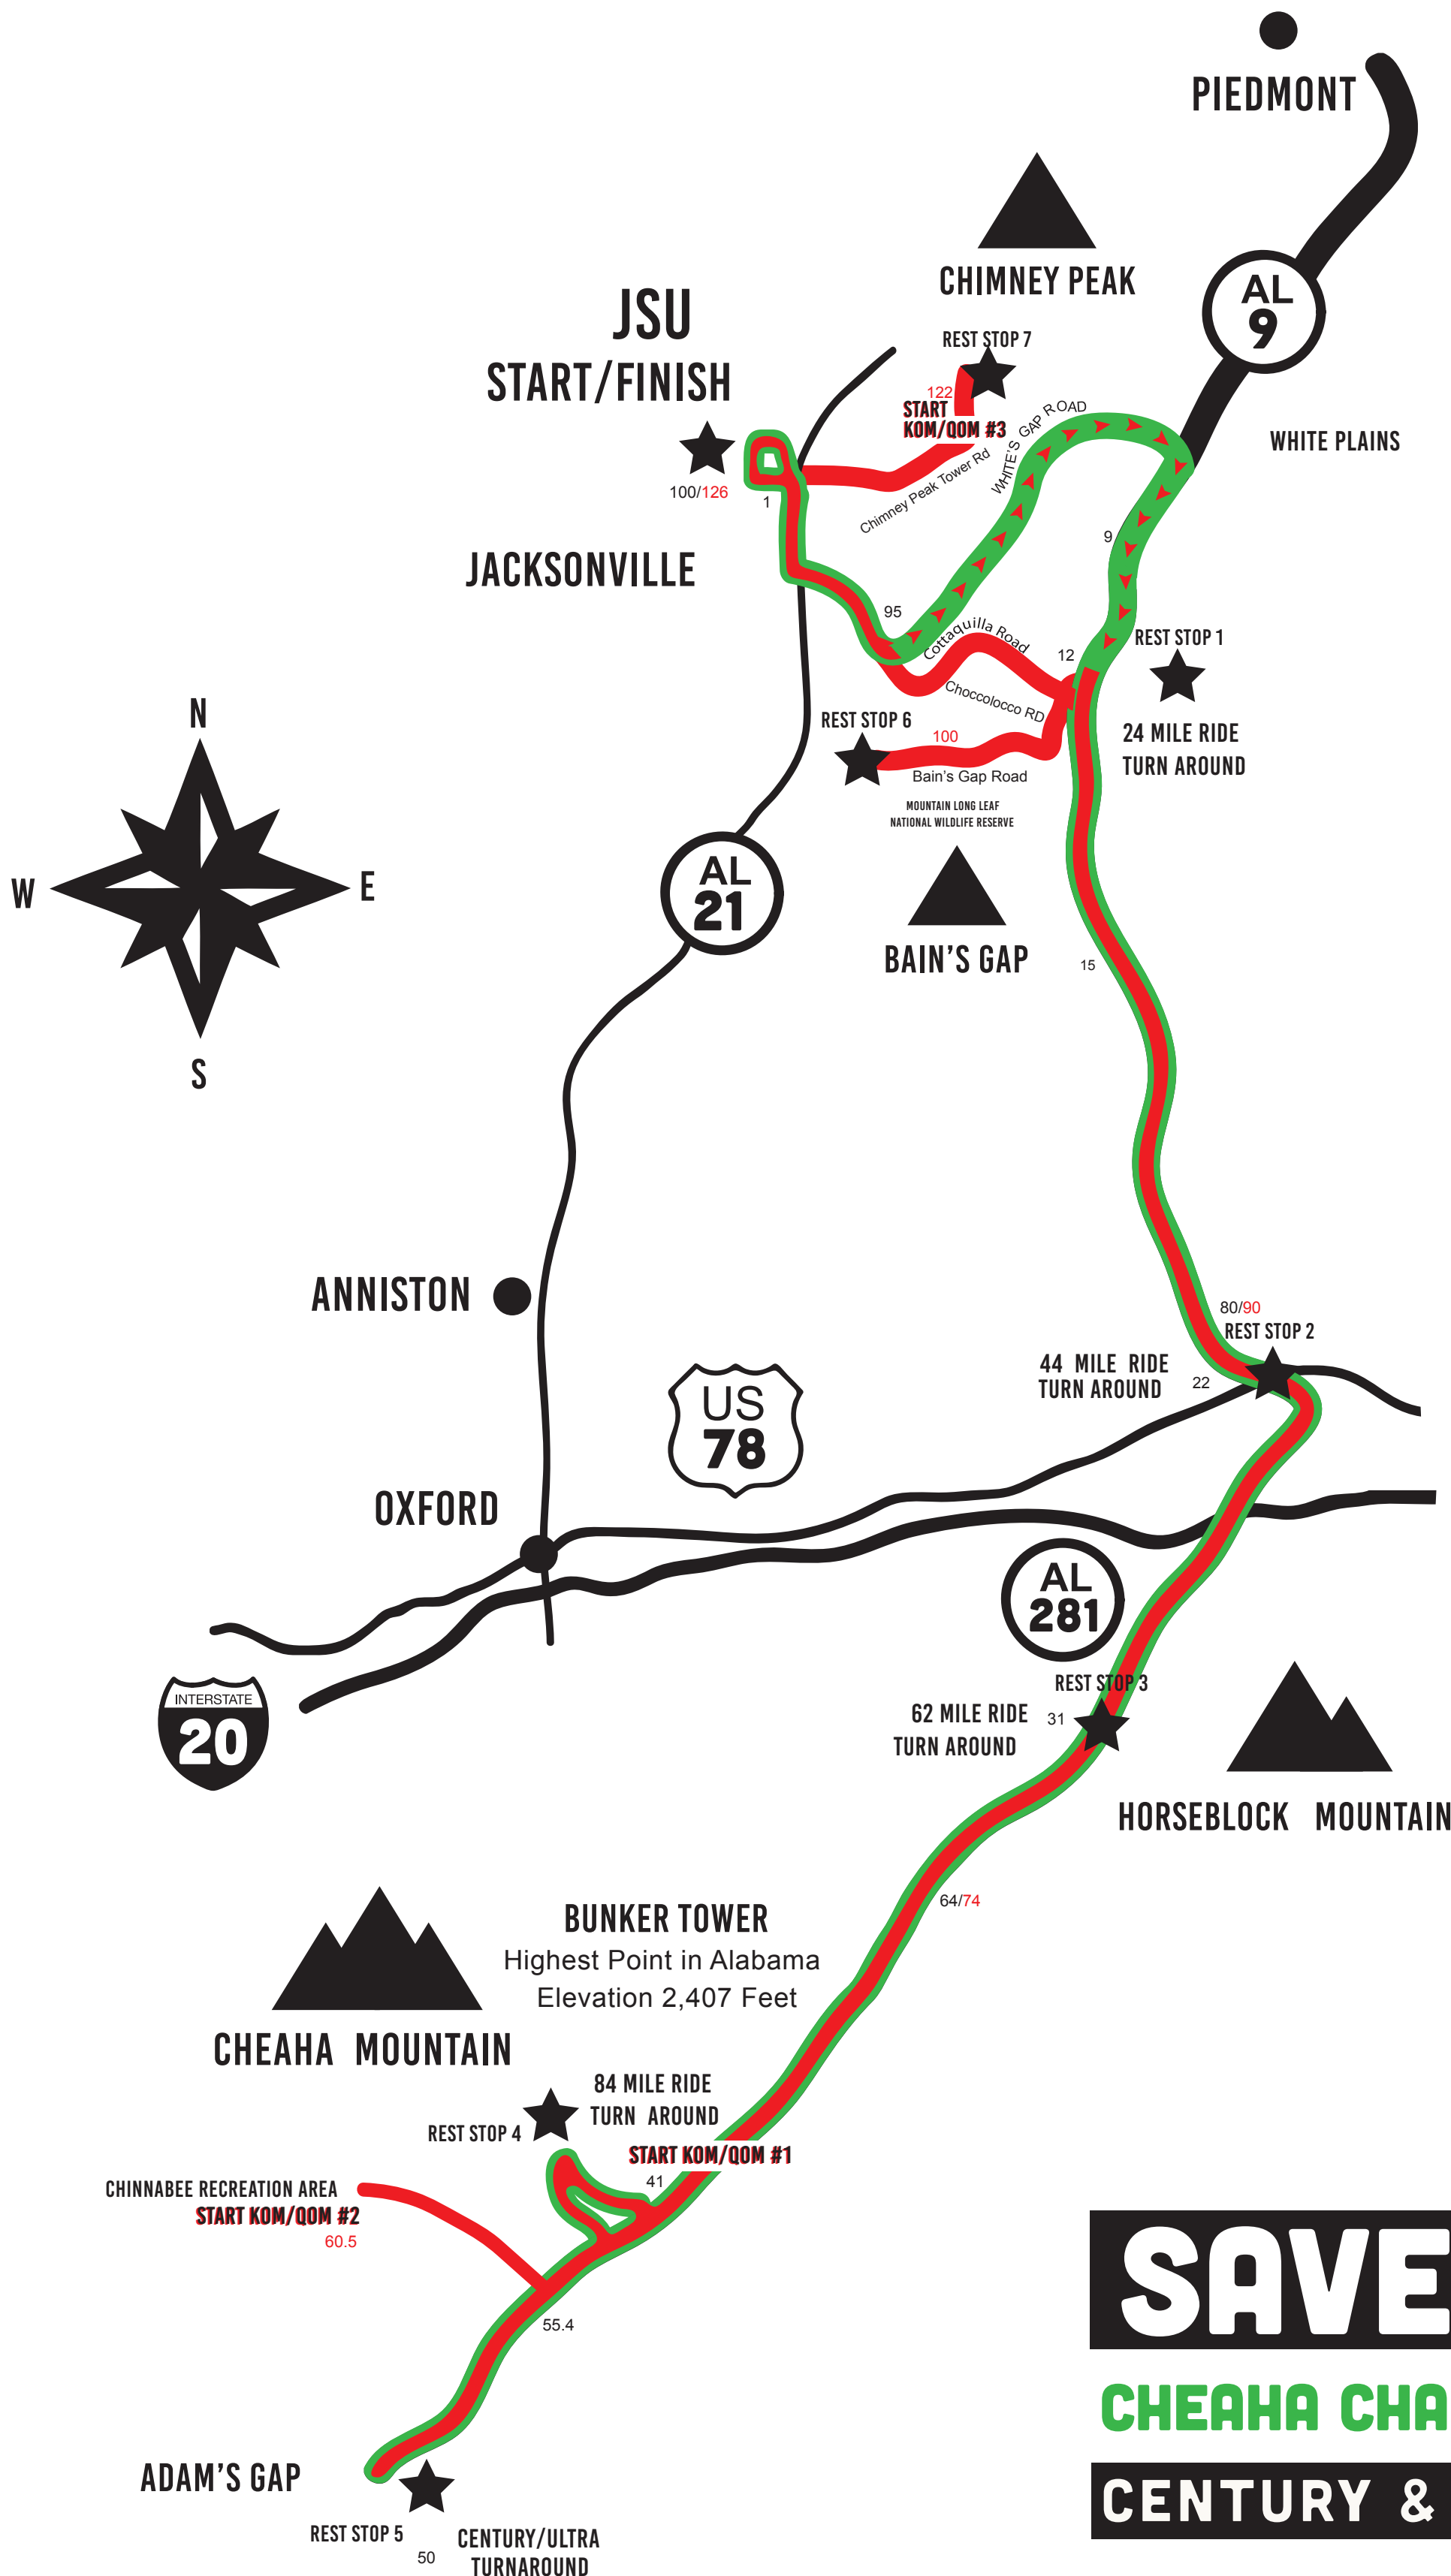 PIEDMONT
CHIMNEY PEAK
AL
9
JSU
START/FINISH
REST STOP 7
122
START
KOM/QOM #3
WHITE'S GAP ROAD
WHITE PLAINS
Chimney Peak Tower Rd
100/126
1
9
JACKSONVILLE
95
Cottaquilla Road
12
REST STOP 1
Choccolocco RD
24 MILE RIDE
TURN AROUND
REST STOP 6
100
Bain's Gap Road
MOUNTAIN LONG LEAF
NATIONAL WILDLIFE RESERVE
N
W
E
S
AL
21
BAIN'S GAP
15
ANNISTON
80/90
REST STOP 2
44 MILE RIDE
TURN AROUND
22
US
78
OXFORD
AL
281
REST STOP 3
INTERSTATE
20
62 MILE RIDE
TURN AROUND
31
HORSEBLOCK MOUNTAIN
64/74
BUNKER TOWER
Highest Point in Alabama
Elevation 2,407 Feet
CHEAHA MOUNTAIN
84 MILE RIDE
TURN AROUND
REST STOP 4
START KOM/QOM #1
41
CHINNABEE RECREATION AREA
START KOM/QOM #2
60.5
55.4
SAVE
CHEAHA CHA
CENTURY &
ADAM'S GAP
REST STOP 5
50
CENTURY/ULTRA
TURNAROUND